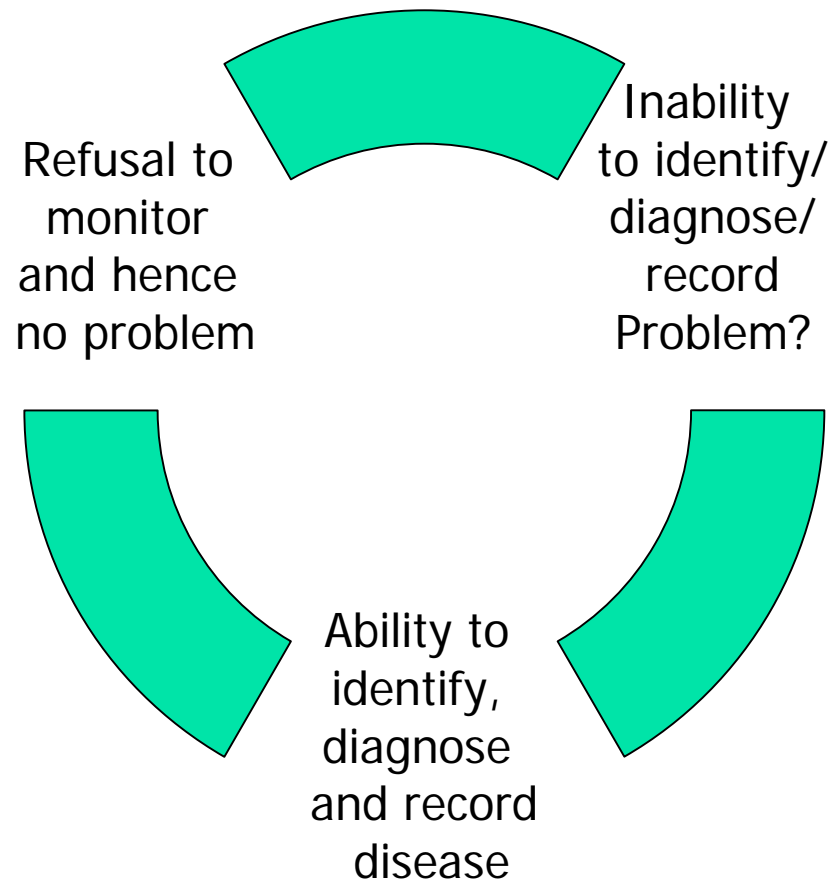 Refusal to
monitor
and hence
no problem
Inability
to identify/
diagnose/
record
Problem?
Ability to
identify,
diagnose
and record
disease